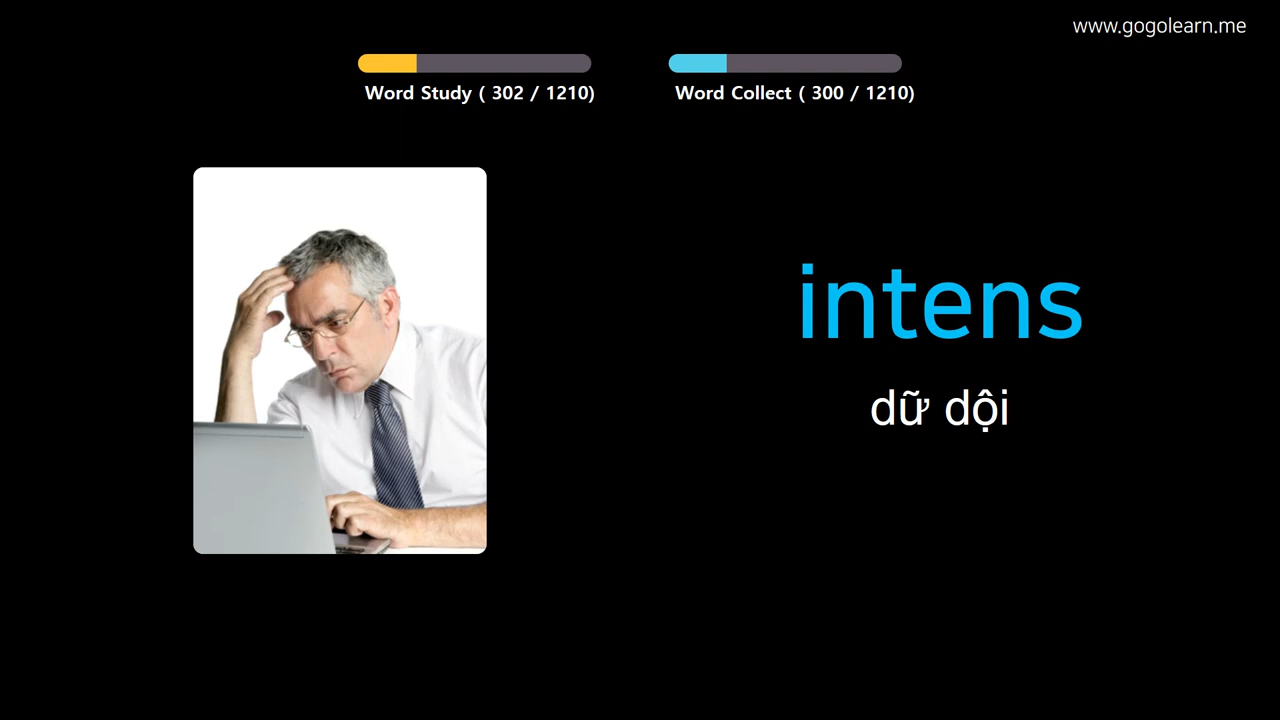 www.gogolearn.me
Word Study ( 302 / 1210)
Word Collect ( 300 / 1210)
intens
dữ dội